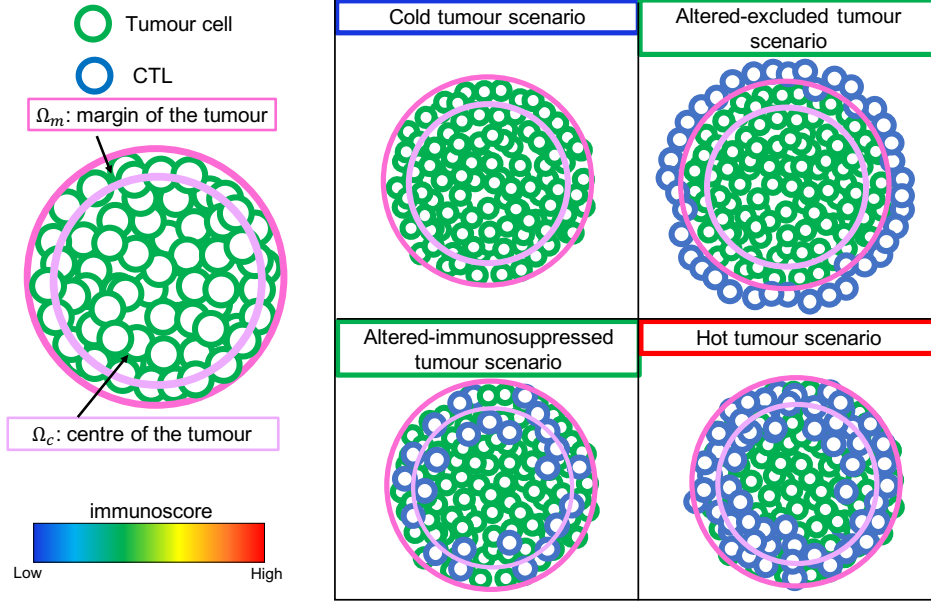 Tumour cell
CTL
Ωₘ: margin of the tumour
Ω꜀: centre of the tumour
immunoscore
Low High
Cold tumour scenario
Altered-excluded tumour
scenario
Altered-immunosuppressed
tumour scenario
Hot tumour scenario